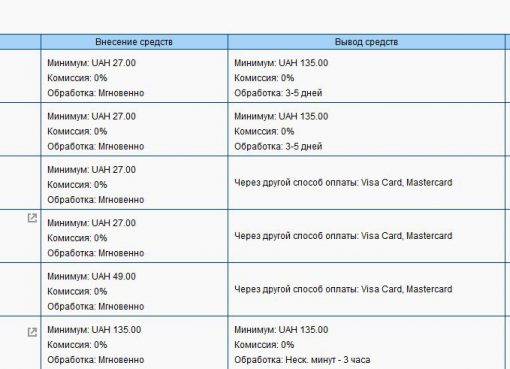 Внесение средств
Вывод средств
Минимум: UAH 27.00
Комиссия: 0%
Обработка: Мгновенно
Минимум: UAH 135.00
Комиссия: 0%
Обработка: 3-5 дней
Минимум: UAH 27.00
Комиссия: 0%
Обработка: Мгновенно
Минимум: UAH 135.00
Комиссия: 0%
Обработка: 3-5 дней
Минимум: UAH 27.00
Комиссия: 0%
Обработка: Мгновенно
Через другой способ оплаты: Visa Card, Mastercard
Минимум: UAH 27.00
Комиссия: 0%
Обработка: Мгновенно
Через другой способ оплаты: Visa Card, Mastercard
Минимум: UAH 49.00
Комиссия: 0%
Обработка: Мгновенно
Через другой способ оплаты: Visa Card, Mastercard
Минимум: UAH 135.00
Комиссия: 0%
Обработка: Мгновенно
Минимум: UAH 135.00
Комиссия: 0%
Обработка: Неск. минут - 3 часа